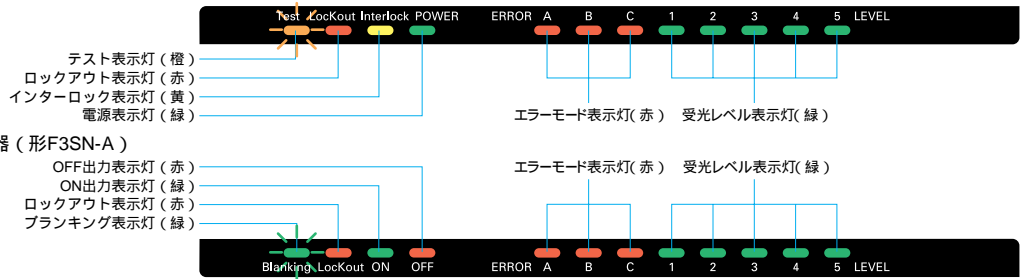 Test LocKout Interlock POWER ERROR A B C 1 2 3 4 5 LEVEL
テスト表示灯(橙)
ロックアウト表示灯(赤)
インターロック表示灯(黄)
電源表示灯(緑)
エラーモード表示灯(赤) 受光レベル表示灯(緑)
器(形F3SN-A)
OFF出力表示灯(赤)
ON出力表示灯(緑)
ロックアウト表示灯(赤)
ブランキング表示灯(緑)
エラーモード表示灯(赤) 受光レベル表示灯(緑)
Blanking LocKout ON OFF ERROR A B C 1 2 3 4 5 LEVEL